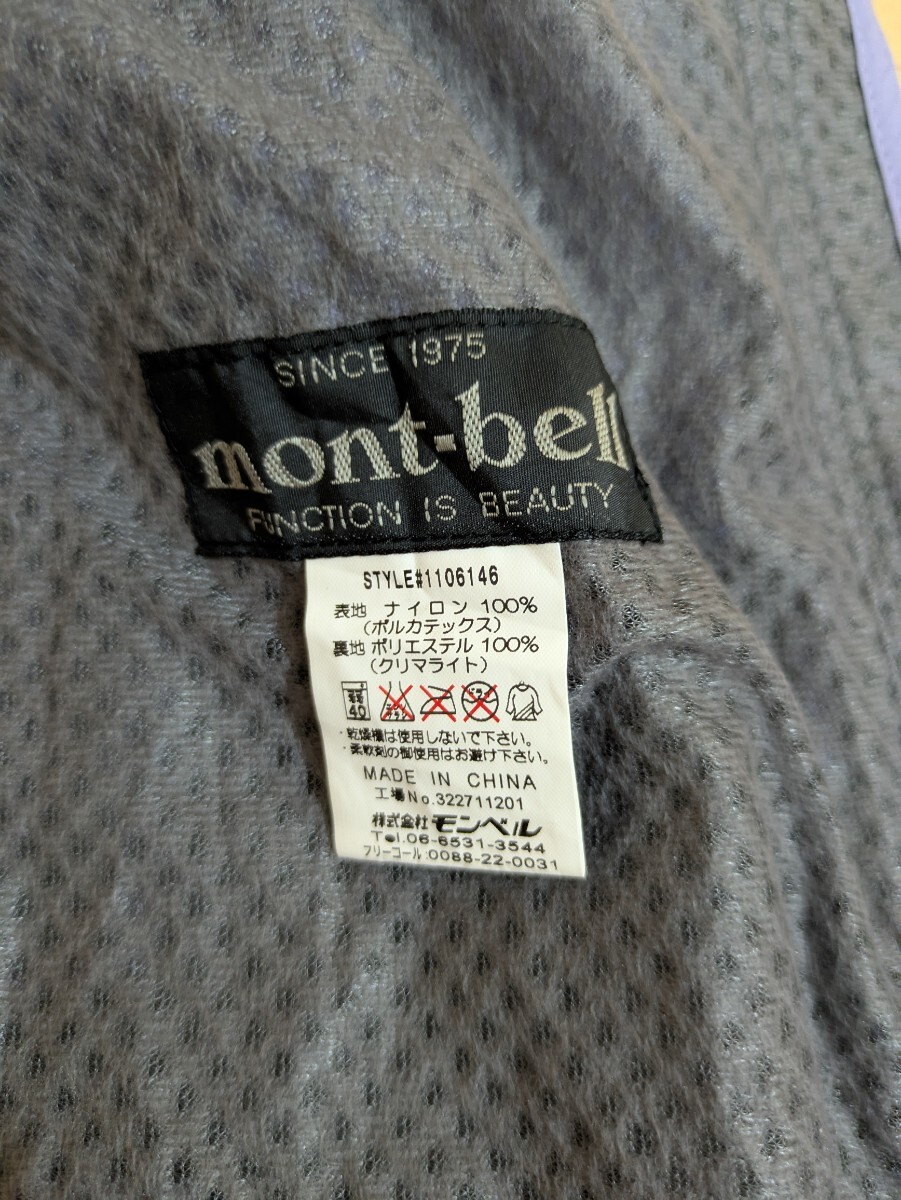 SINCE 1975
mont-bell
FUNCTION IS BEAUTY
STYLE#1106146
表地 ナイロン 100%
(ポルカテックス)
裏地 ポリエステル 100%
(クリマライト)
40 ドライ
・乾燥機は使用しないで下さい。
・柔軟剤の御使用はお避け下さい。
MADE IN CHINA
工場No.322711201
株式会社モンベル
Tel.06-6531-3544
フリーコール:0088-22-0031